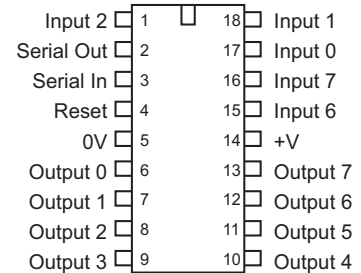 Input 2 1 18 Input 1
Serial Out 2 17 Input 0
Serial In 3 16 Input 7
Reset 4 15 Input 6
0V 5 14 +V
Output 0 6 13 Output 7
Output 1 7 12 Output 6
Output 2 8 11 Output 5
Output 3 9 10 Output 4